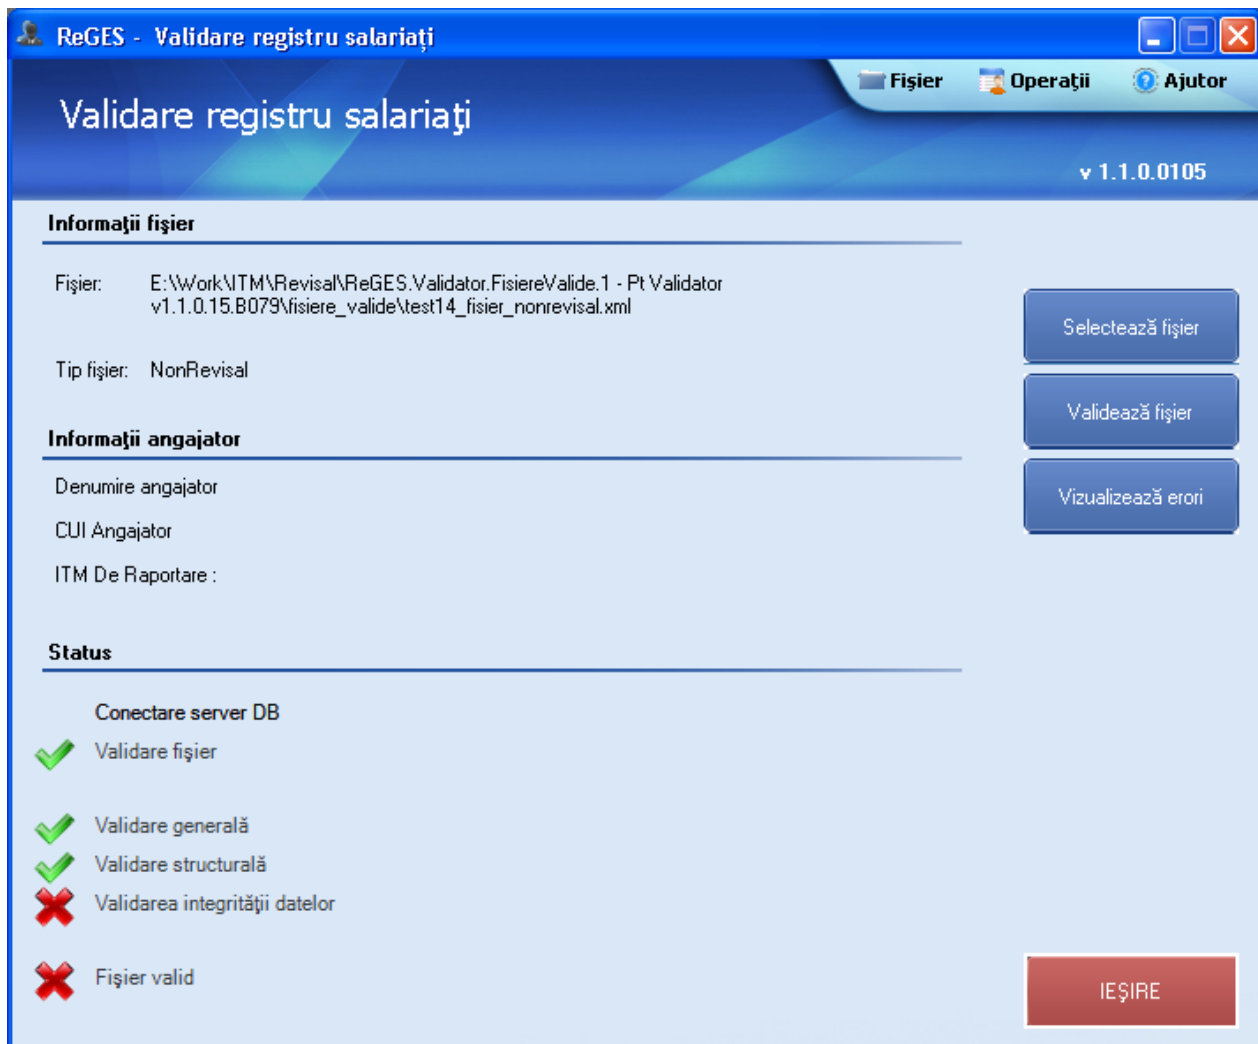 ReGES - Validare registru salariați
Fişier Operaţii Ajutor
Validare registru salariaţi
v 1.1.0.0105
Informaţii fişier
Fişier: E:\Work\ITM\Revisal\ReGES.Validator.FisiereValide.1 - Pt Validator
v1.1.0.15.B079\fisiere_valide\test14_fisier_nonrevisal.xml
Selectează fişier
Tip fişier: NonRevisal
Validează fişier
Informaţii angajator
Denumire angajator
Vizualizează erori
CUI Angajator
ITM De Raportare :
Status
Conectare server DB
Validare fişier
Validare generală
Validare structurală
Validarea integrităţii datelor
Fişier valid
IEŞIRE